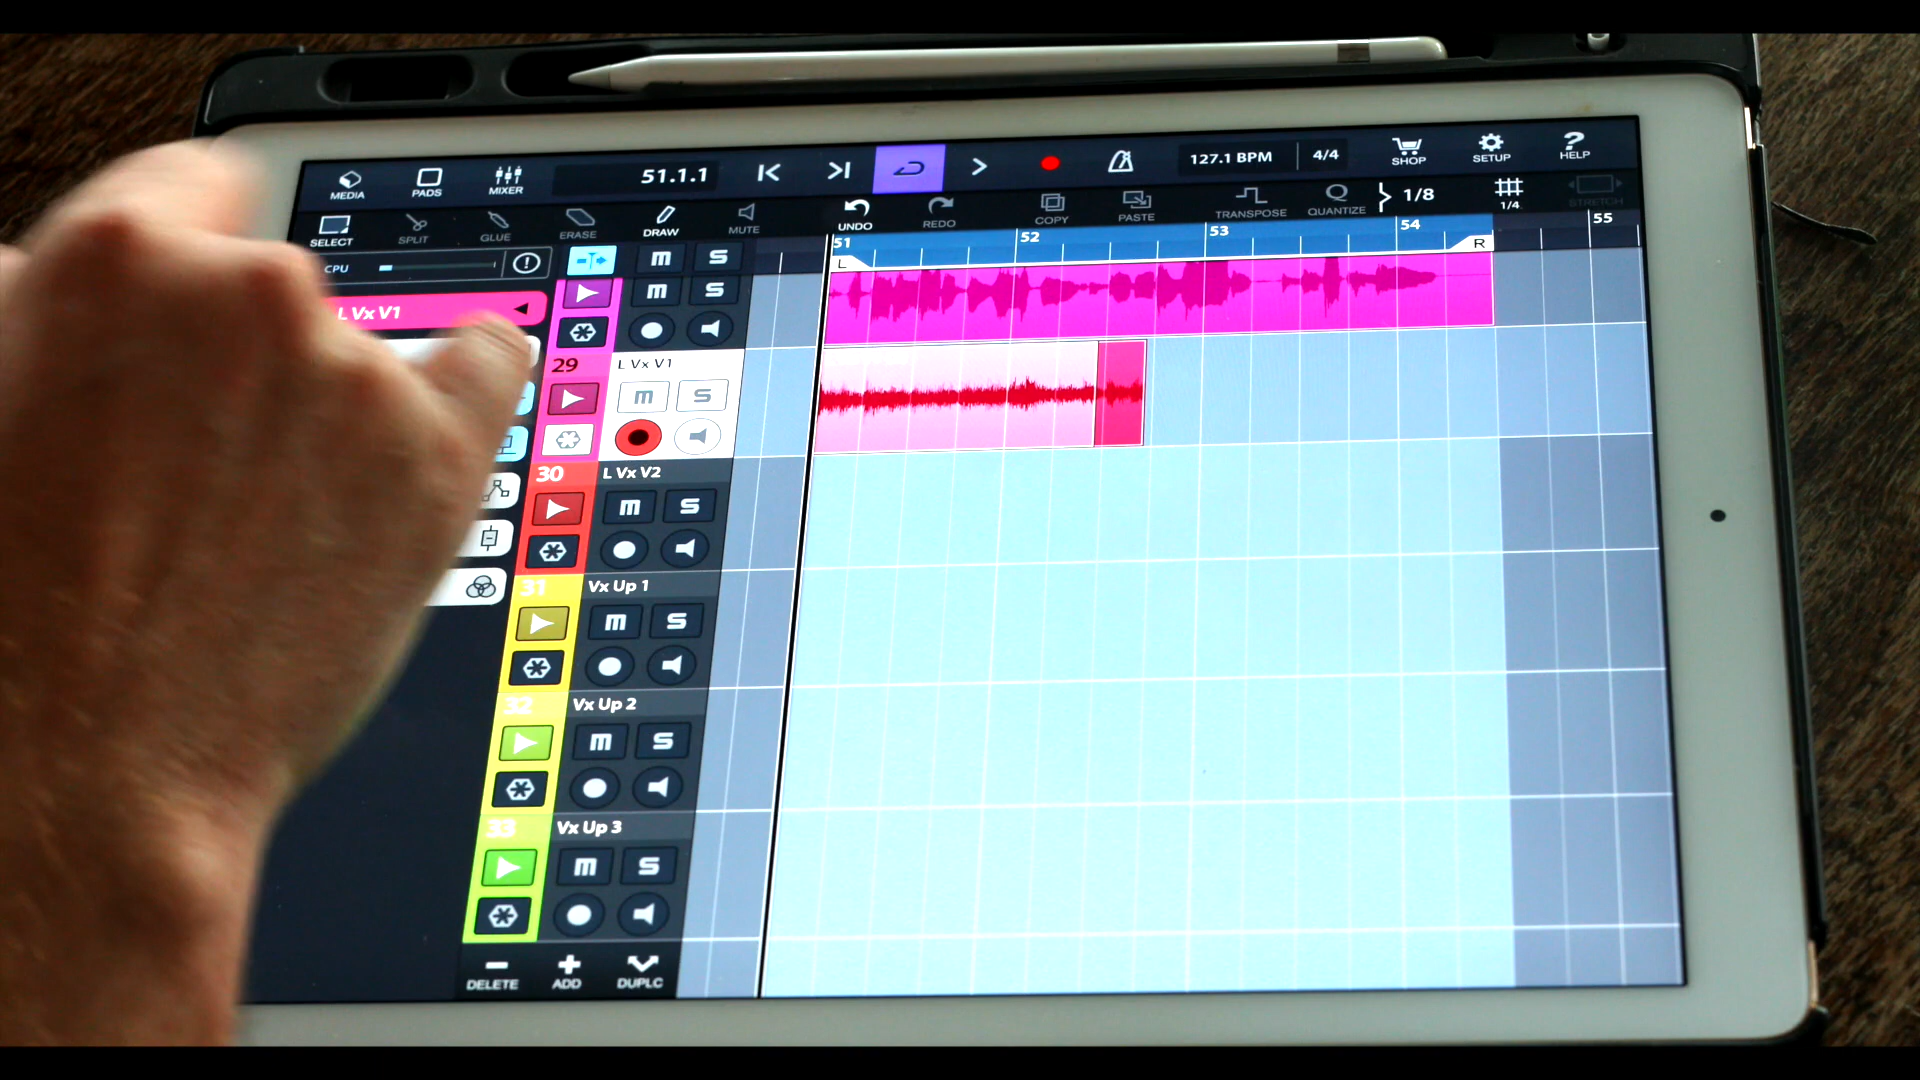 MEDIA PADS MIXER 51.1.1 127.1 BPM 4/4 SHOP SETUP HELP
SELECT SPLIT GLUE ERASE DRAW MUTE UNDO REDO COPY PASTE TRANSPOSE QUANTIZE 1/8 1/4 STRETCH
51 52 53 54 55
L R
CPU m S
L Vx V1 m S
29 L Vx V1
m S
30 L Vx V2
m S
31 Vx Up 1
m S
32 Vx Up 2
m S
33 Vx Up 3
m S
DELETE ADD DUPLC